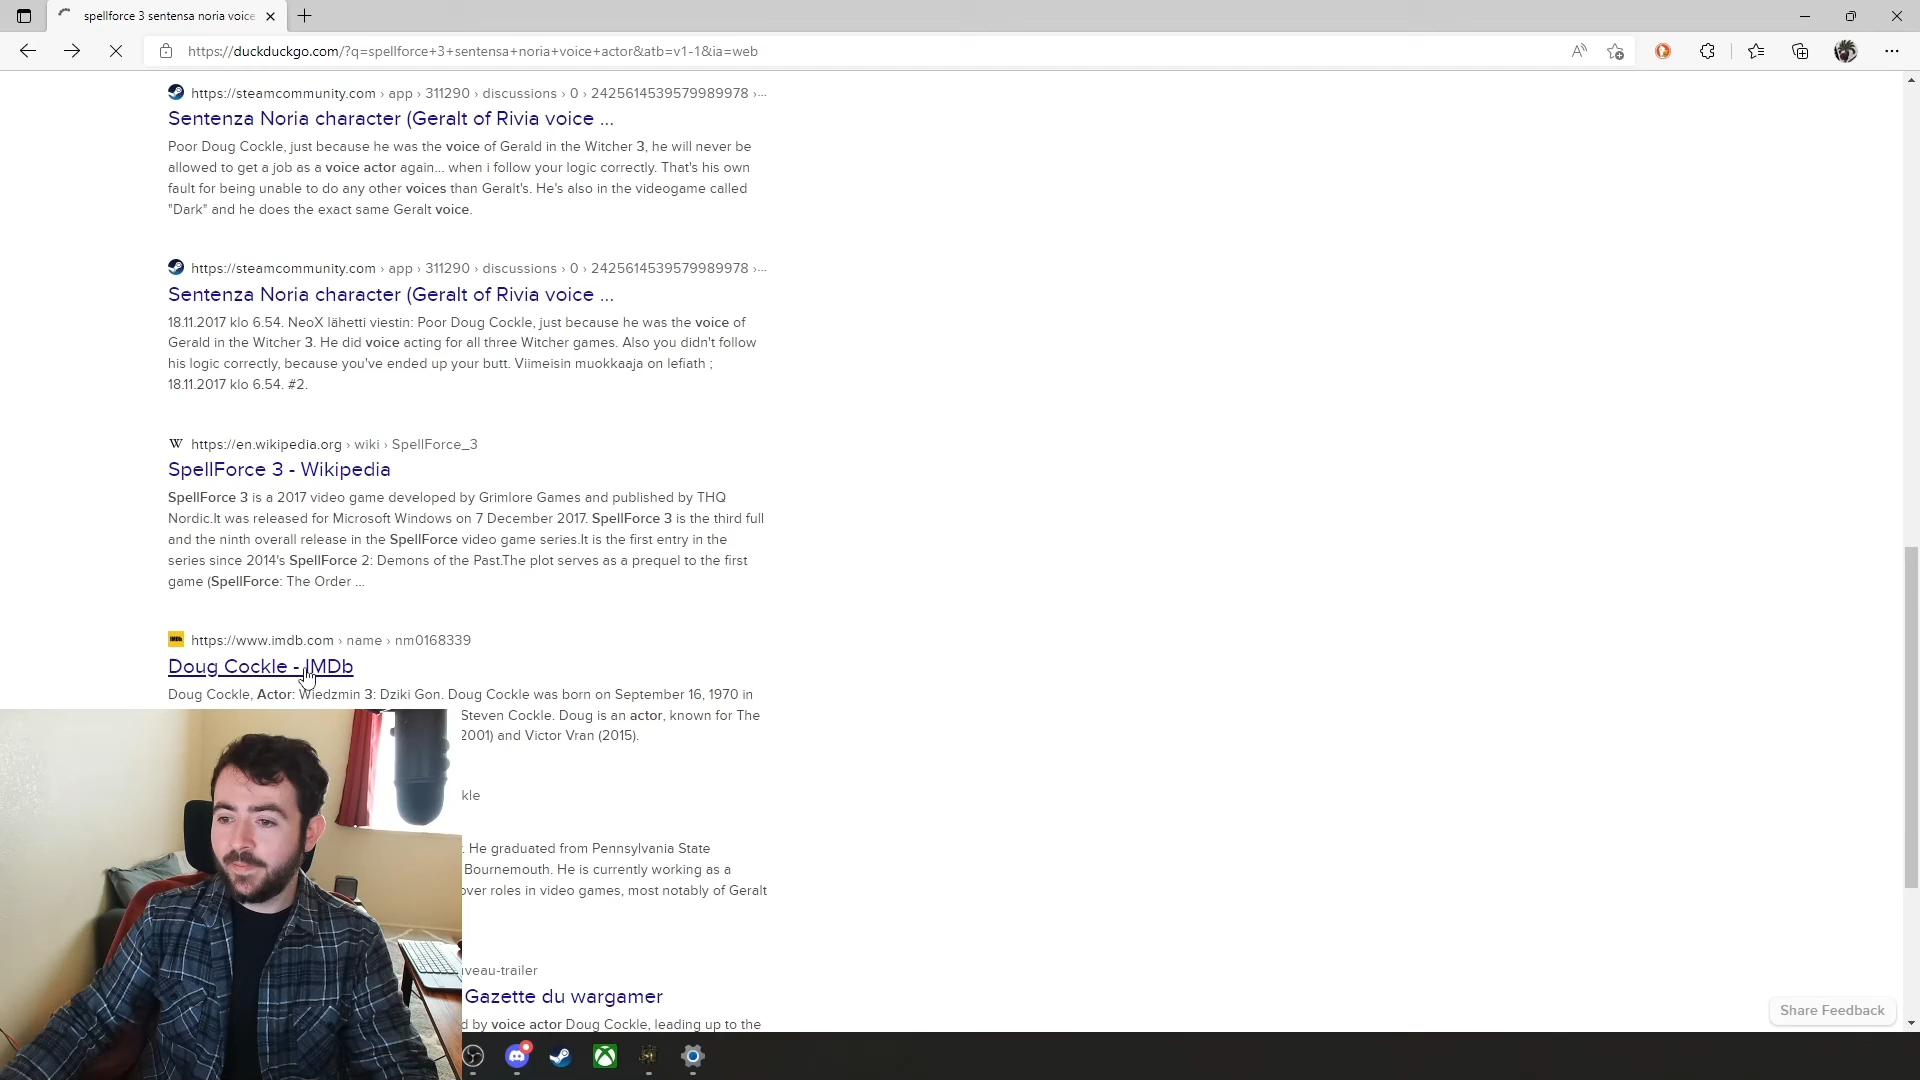 spellforce 3 sentensa noria voice
https://duckduckgo.com/?q=spellforce+3+sentensa+noria+voice+actor&atb=v1-1&ia=web
https://steamcommunity.com › app › 311290 › discussions › 0 › 2425614539579989978 ›...
Sentenza Noria character (Geralt of Rivia voice ...
Poor Doug Cockle, just because he was the voice of Gerald in the Witcher 3, he will never be
allowed to get a job as a voice actor again... when i follow your logic correctly. That's his own
fault for being unable to do any other voices than Geralt's. He's also in the videogame called
"Dark" and he does the exact same Geralt voice.
https://steamcommunity.com › app › 311290 › discussions › 0 › 2425614539579989978 ›...
Sentenza Noria character (Geralt of Rivia voice ...
18.11.2017 klo 6.54. NeoX lähetti viestin: Poor Doug Cockle, just because he was the voice of
Gerald in the Witcher 3. He did voice acting for all three Witcher games. Also you didn't follow
his logic correctly, because you've ended up your butt. Viimeisin muokkaaja on lefiath ;
18.11.2017 klo 6.54. #2.
W https://en.wikipedia.org › wiki › SpellForce_3
SpellForce 3 - Wikipedia
SpellForce 3 is a 2017 video game developed by Grimlore Games and published by THQ
Nordic.It was released for Microsoft Windows on 7 December 2017. SpellForce 3 is the third full
and the ninth overall release in the SpellForce video game series.It is the first entry in the
series since 2014's SpellForce 2: Demons of the Past.The plot serves as a prequel to the first
game (SpellForce: The Order ...
IMDb https://www.imdb.com › name › nm0168339
Doug Cockle - IMDb
Doug Cockle, Actor: Wiedzmin 3: Dziki Gon. Doug Cockle was born on September 16, 1970 in
Steven Cockle. Doug is an actor, known for The
2001) and Victor Vran (2015).
kle
. He graduated from Pennsylvania State
Bournemouth. He is currently working as a
over roles in video games, most notably of Geralt
iveau-trailer
Gazette du wargamer
d by voice actor Doug Cockle, leading up to the
Share Feedback